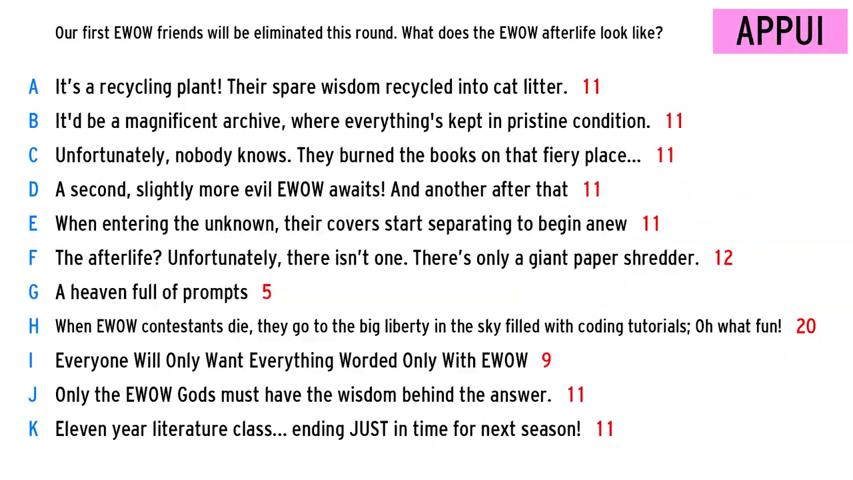 Our first EWOW friends will be eliminated this round. What does the EWOW afterlife look like?
APPUI
A It's a recycling plant! Their spare wisdom recycled into cat litter. 11
B It'd be a magnificent archive, where everything's kept in pristine condition. 11
C Unfortunately, nobody knows. They burned the books on that fiery place... 11
D A second, slightly more evil EWOW awaits! And another after that 11
E When entering the unknown, their covers start separating to begin anew 11
F The afterlife? Unfortunately, there isn't one. There's only a giant paper shredder. 12
G A heaven full of prompts 5
H When EWOW contestants die, they go to the big liberty in the sky filled with coding tutorials; Oh what fun! 20
I Everyone Will Only Want Everything Worded Only With EWOW 9
J Only the EWOW Gods must have the wisdom behind the answer. 11
K Eleven year literature class... ending JUST in time for next season! 11